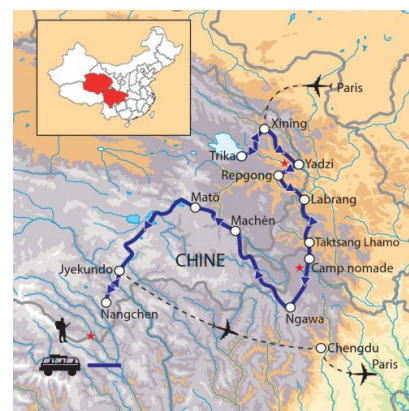 Paris
Xining
Trika
Yadzi
Repgong
Labrang
Matö
Machèn
Taktsang Lhamo
Jyekundo
CHINE
Camp nomade
Nangchen
Ngawa
Chengdu
Paris